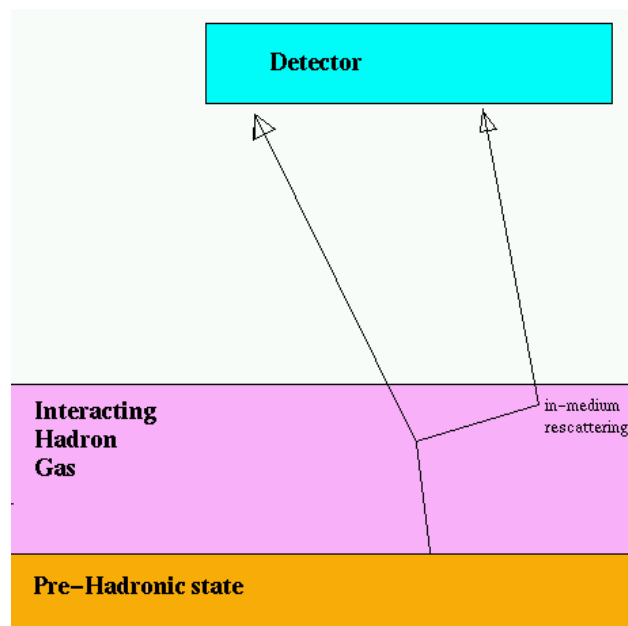 Detector
Interacting
Hadron
Gas
in-medium
rescattering
Pre-Hadronic state